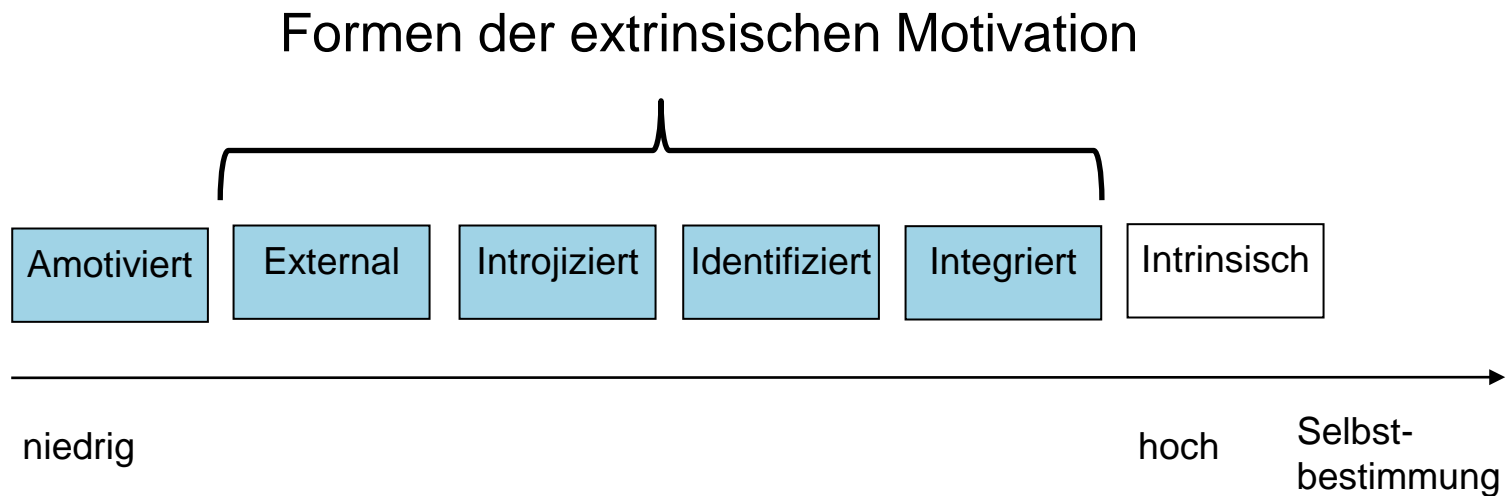 Formen der extrinsischen Motivation
Amotiviert
External
Introjiziert
Identifiziert
Integriert
Intrinsisch
niedrig
hoch
Selbst-
bestimmung